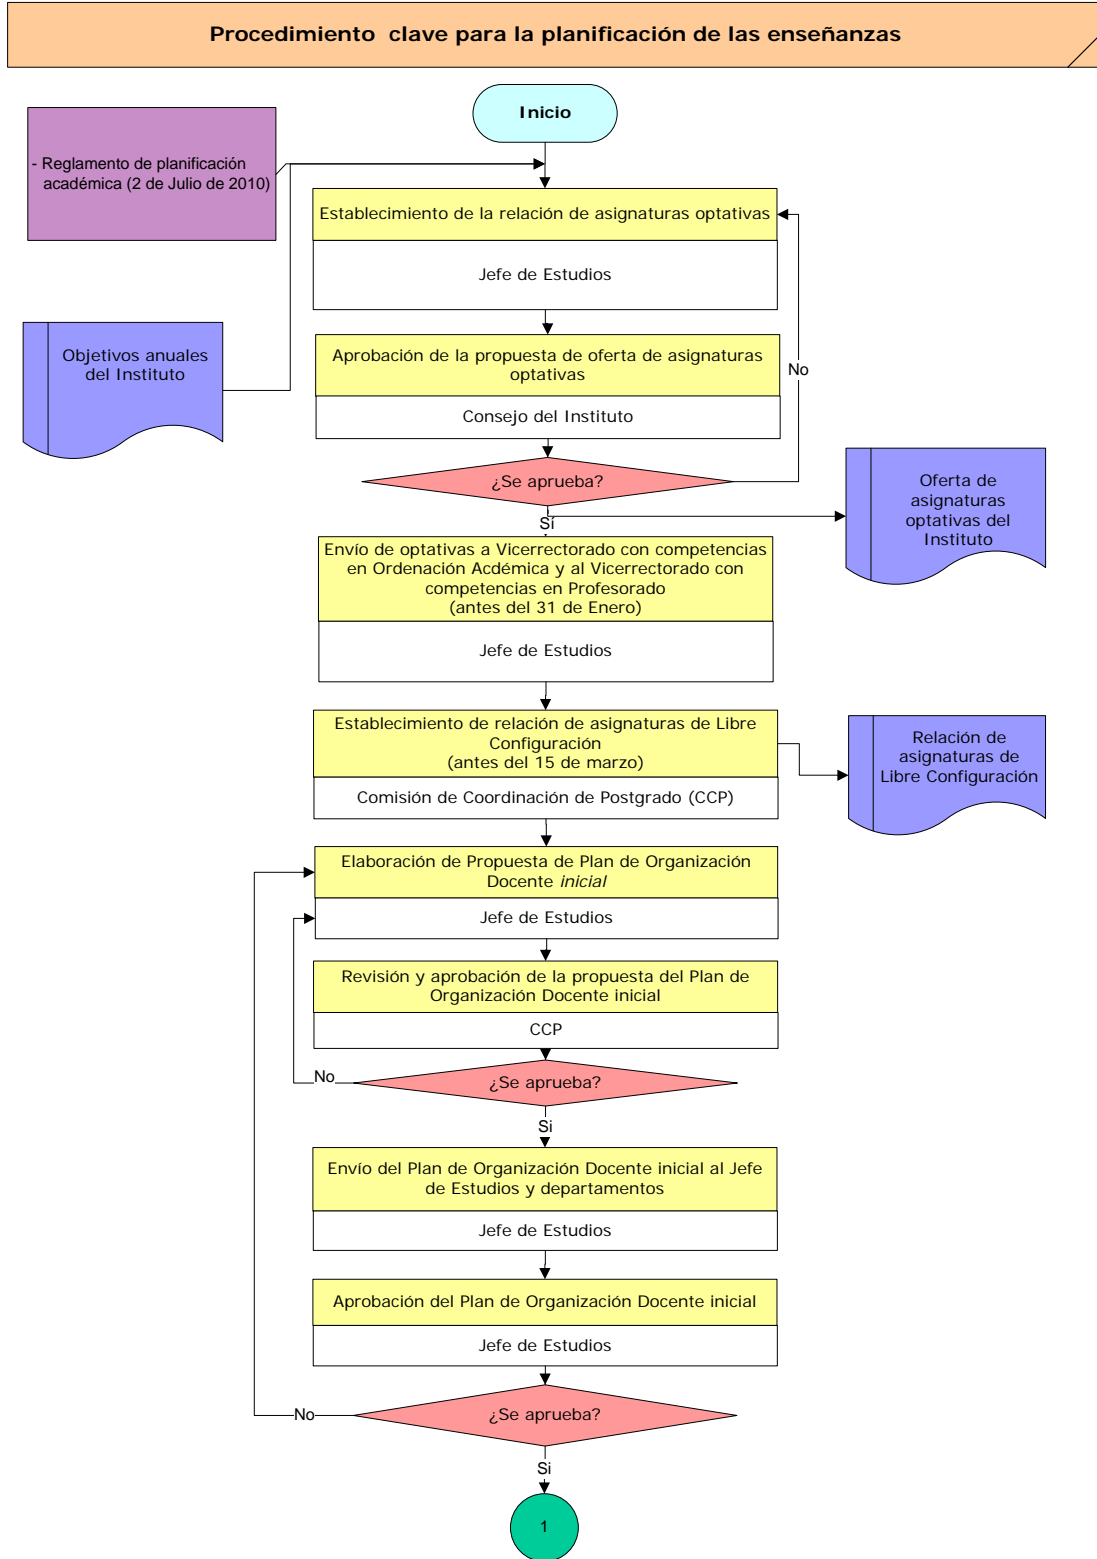 Procedimiento clave para la planificación de las enseñanzas
Inicio
- Reglamento de planificación
académica (2 de Julio de 2010)
Establecimiento de la relación de asignaturas optativas
Jefe de Estudios
Objetivos anuales
del Instituto
Aprobación de la propuesta de oferta de asignaturas
optativas
No
Consejo del Instituto
¿Se aprueba?
Sí
Oferta de
asignaturas
optativas del
Instituto
Envío de optativas a Vicerrectorado con competencias
en Ordenación Acdémica y al Vicerrectorado con
competencias en Profesorado
(antes del 31 de Enero)
Jefe de Estudios
Establecimiento de relación de asignaturas de Libre
Configuración
(antes del 15 de marzo)
Relación de
asignaturas de
Libre Configuración
Comisión de Coordinación de Postgrado (CCP)
Elaboración de Propuesta de Plan de Organización
Docente inicial
Jefe de Estudios
Revisión y aprobación de la propuesta del Plan de
Organización Docente inicial
CCP
No
¿Se aprueba?
Si
Envío del Plan de Organización Docente inicial al Jefe
de Estudios y departamentos
Jefe de Estudios
Aprobación del Plan de Organización Docente inicial
Jefe de Estudios
No
¿Se aprueba?
Si
1